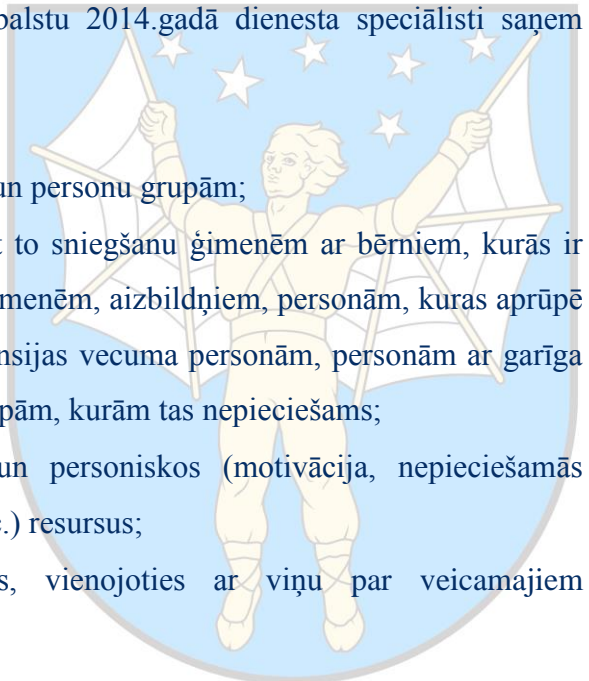 balstu 2014.gadā dienesta speciālisti saņem
un personu grupām;
t to sniegšanu ģimenēm ar bērniem, kurās ir
menēm, aizbildņiem, personām, kuras aprūpē
nsijas vecuma personām, personām ar garīga
pām, kurām tas nepieciešams;
un personiskos (motivācija, nepieciešamās
.) resursus;
s, vienojoties ar viņu par veicamajiem